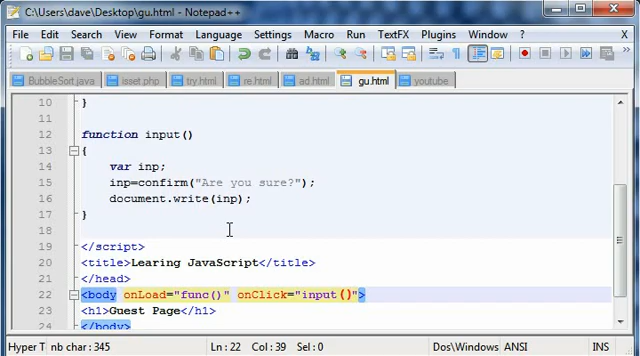 C:\Users\dave\Desktop\gu.html - Notepad++
File Edit Search View Format Language Settings Macro Run TextFX Plugins Window ? X
BubbleSort.java isset.php try.html re.html ad.html gu.html youtube
10 }
11
12 function input()
13 {
14 var inp;
15 inp=confirm("Are you sure?");
16 document.write(inp);
17 }
18
19 </script>
20 <title>Learing JavaScript</title>
21 </head>
22 <body onLoad="func()" onClick="input()">
23 <h1>Guest Page</h1>
24 </body>
Hyper T nb char : 345 Ln : 22 Col : 39 Sel : 0 Dos\Windows ANSI INS